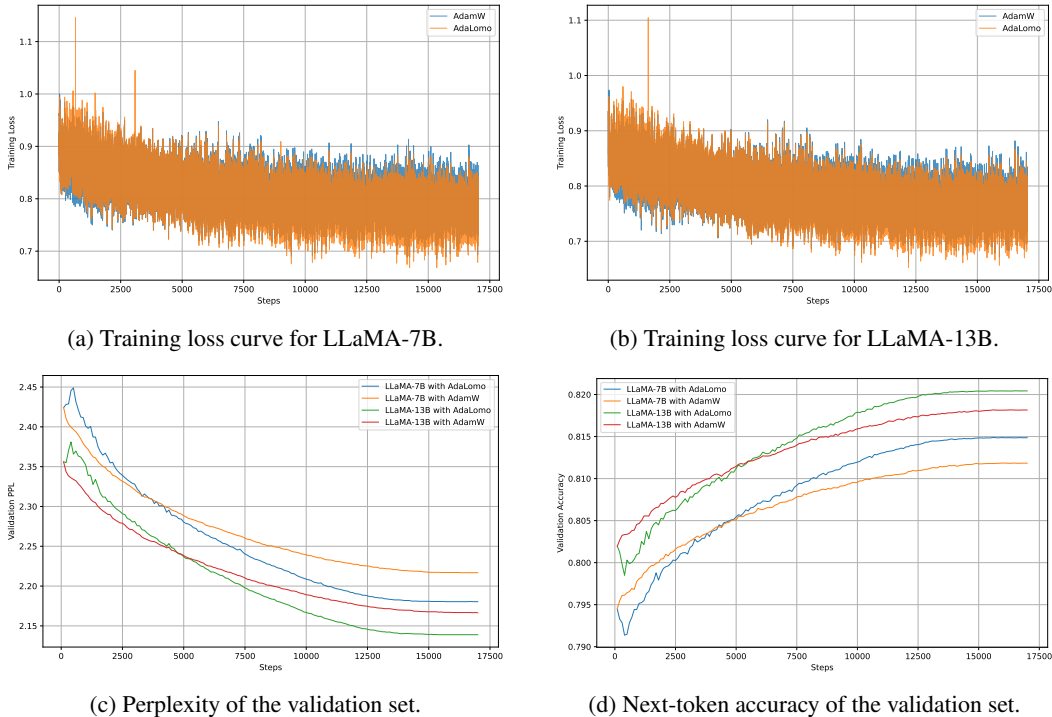 AdamW
AdaLomo
1.1
1.0
0.9
0.8
0.7
Training Loss
0
2500
5000
7500
10000
12500
15000
17500
Steps
(a) Training loss curve for LLaMA-7B.
AdamW
AdaLomo
1.1
1.0
0.9
0.8
0.7
Training Loss
0
2500
5000
7500
10000
12500
15000
17500
Steps
(b) Training loss curve for LLaMA-13B.
LLaMA-7B with AdaLomo
LLaMA-7B with AdamW
LLaMA-13B with AdaLomo
LLaMA-13B with AdamW
2.45
2.40
2.35
2.30
2.25
2.20
2.15
Validation PPL
0
2500
5000
7500
10000
12500
15000
17500
Steps
(c) Perplexity of the validation set.
LLaMA-7B with AdaLomo
LLaMA-7B with AdamW
LLaMA-13B with AdaLomo
LLaMA-13B with AdamW
0.820
0.815
0.810
0.805
0.800
0.795
0.790
Validation Accuracy
0
2500
5000
7500
10000
12500
15000
17500
Steps
(d) Next-token accuracy of the validation set.